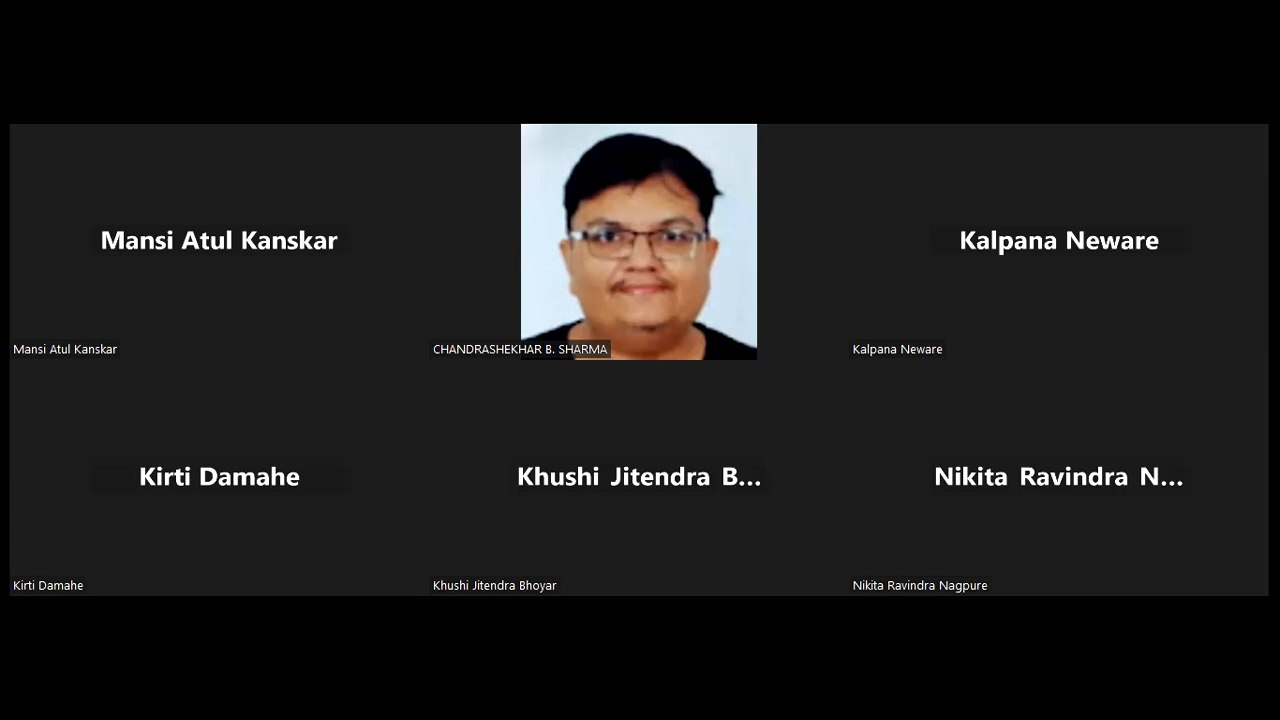 Mansi Atul Kanskar
Kalpana Neware
Mansi Atul Kanskar
CHANDRASHEKHAR B. SHARMA
Kalpana Neware
Kirti Damahe
Khushi Jitendra B...
Nikita Ravindra N...
Kirti Damahe
Khushi Jitendra Bhoyar
Nikita Ravindra Nagpure